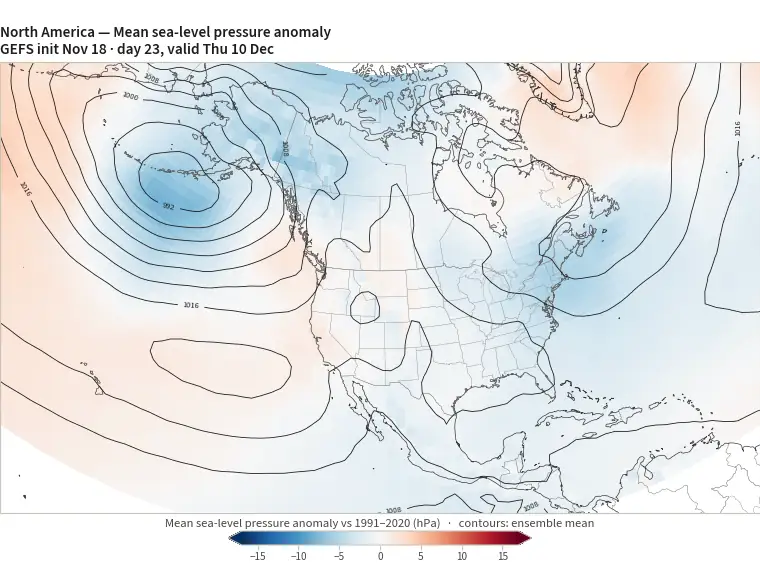 North America — Mean sea-level pressure anomaly
GEFS init Nov 18 · day 23, valid Thu 10 Dec
1008
1000
1008
1016
1016
992
1016
1008
1008
Mean sea-level pressure anomaly vs 1991–2020 (hPa) · contours: ensemble mean
−15 −10 −5 0 5 10 15